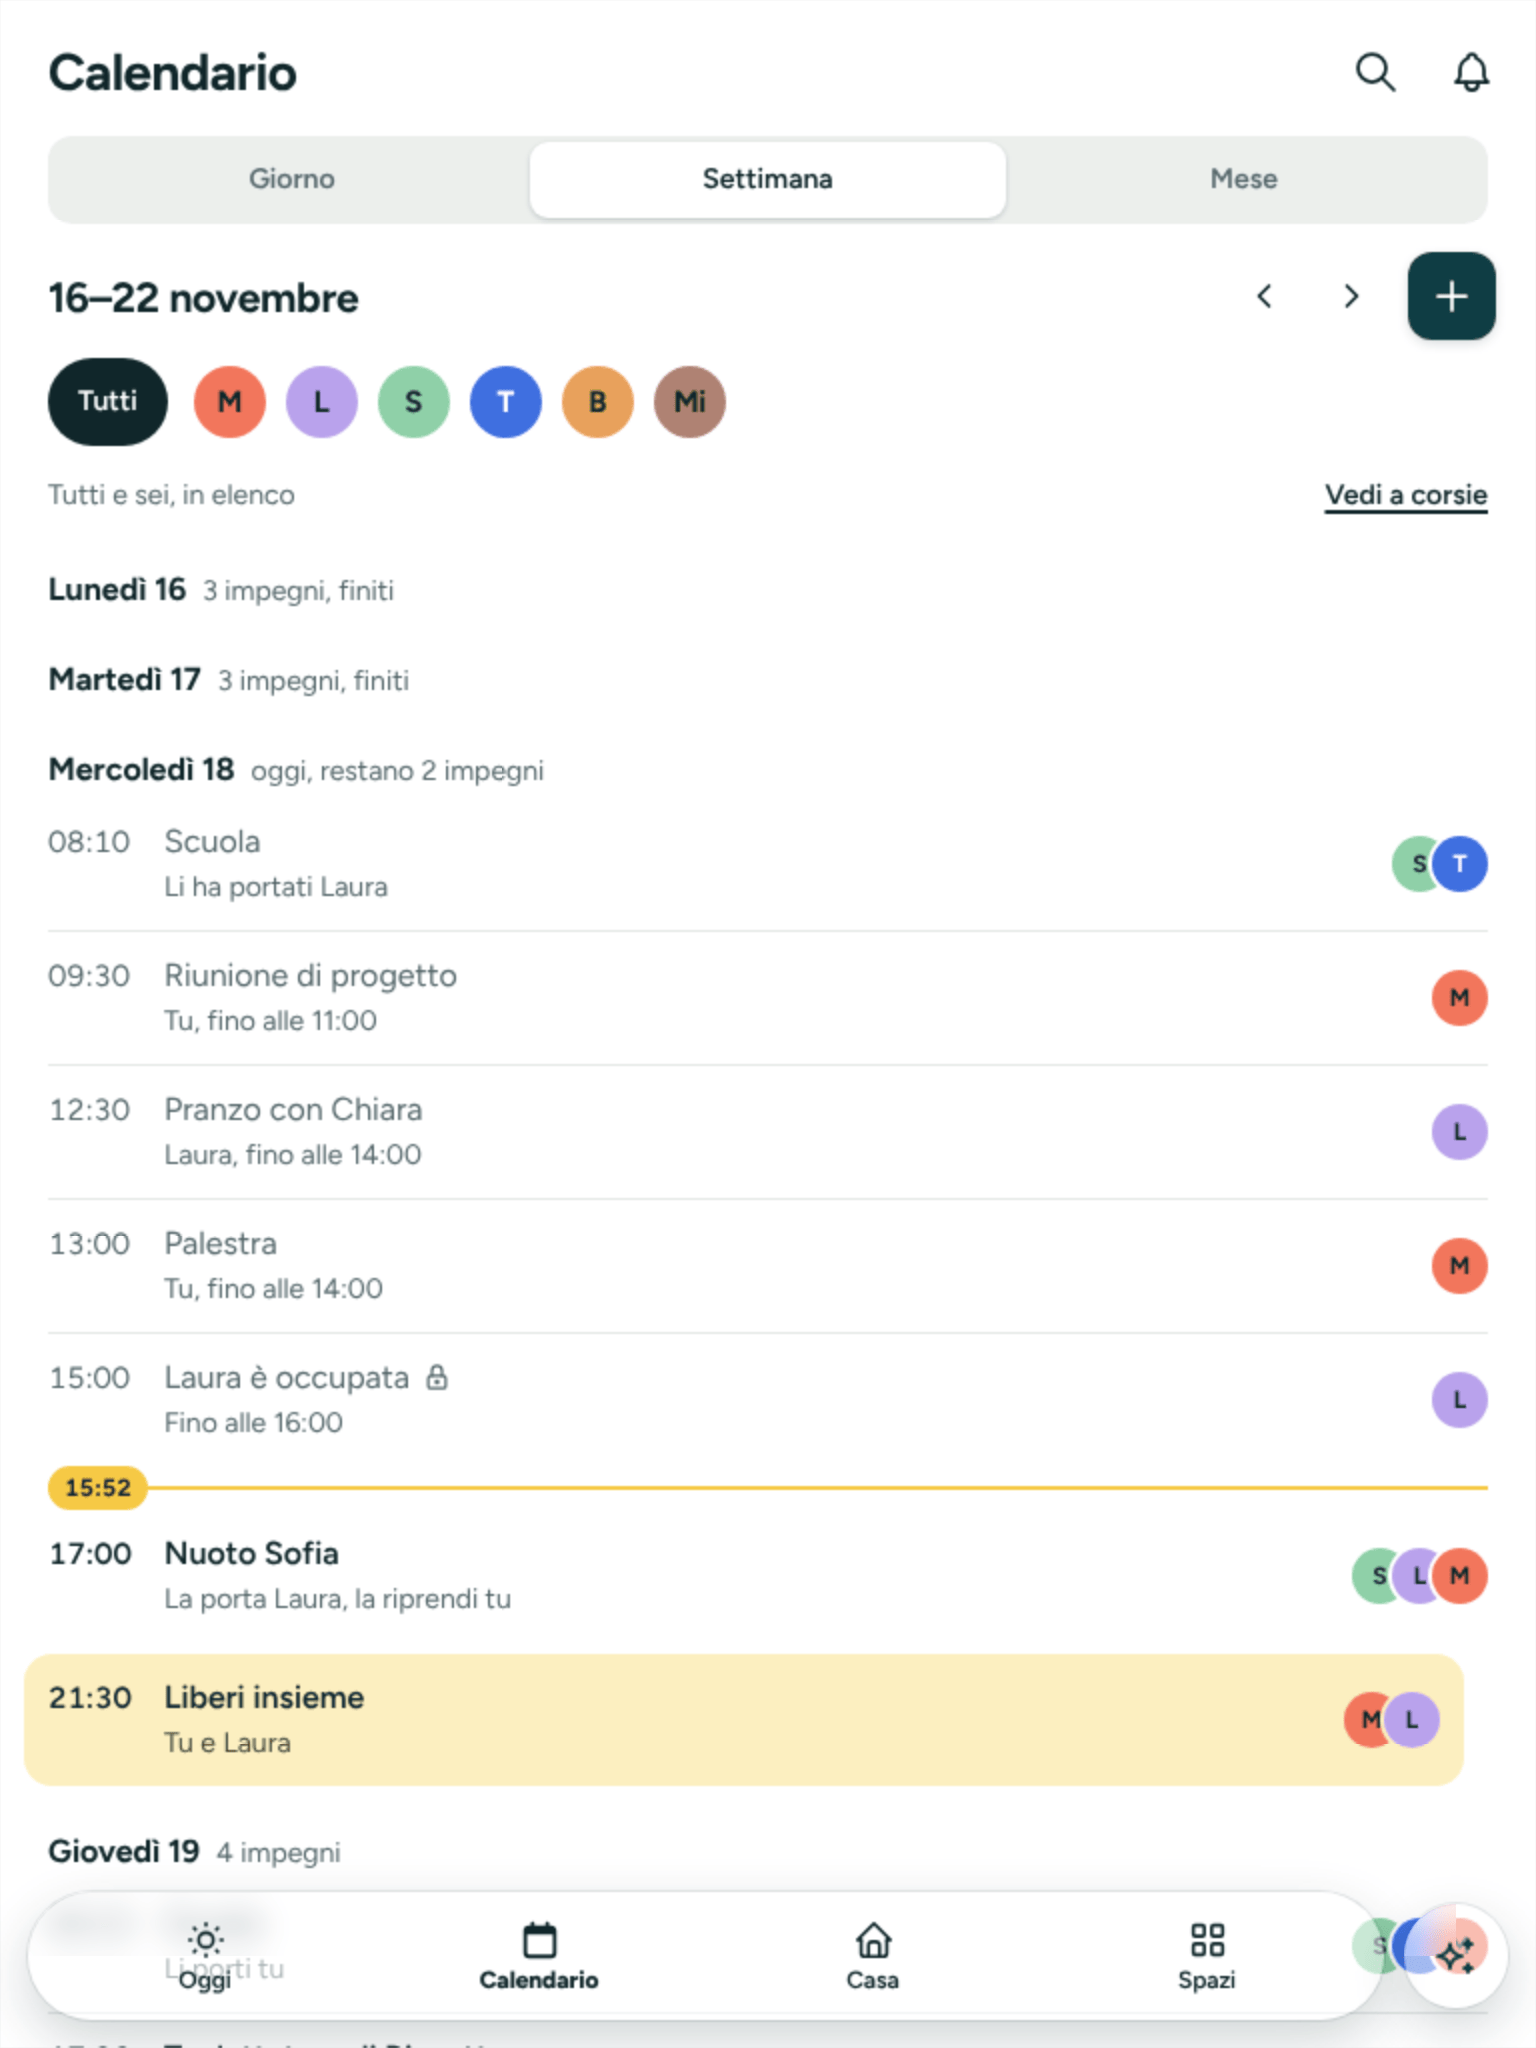 Calendario
Giorno Settimana Mese
16–22 novembre
Tutti M L S T B Mi
Tutti e sei, in elenco Vedi a corsie
Lunedì 16 3 impegni, finiti
Martedì 17 3 impegni, finiti
Mercoledì 18 oggi, restano 2 impegni
08:10 Scuola
Li ha portati Laura
S T
09:30 Riunione di progetto
Tu, fino alle 11:00
M
12:30 Pranzo con Chiara
Laura, fino alle 14:00
L
13:00 Palestra
Tu, fino alle 14:00
M
15:00 Laura è occupata
Fino alle 16:00
L
15:52
17:00 Nuoto Sofia
La porta Laura, la riprendi tu
S L M
21:30 Liberi insieme
Tu e Laura
M L
Giovedì 19 4 impegni
Li porti tu
S
Oggi Calendario Casa Spazi